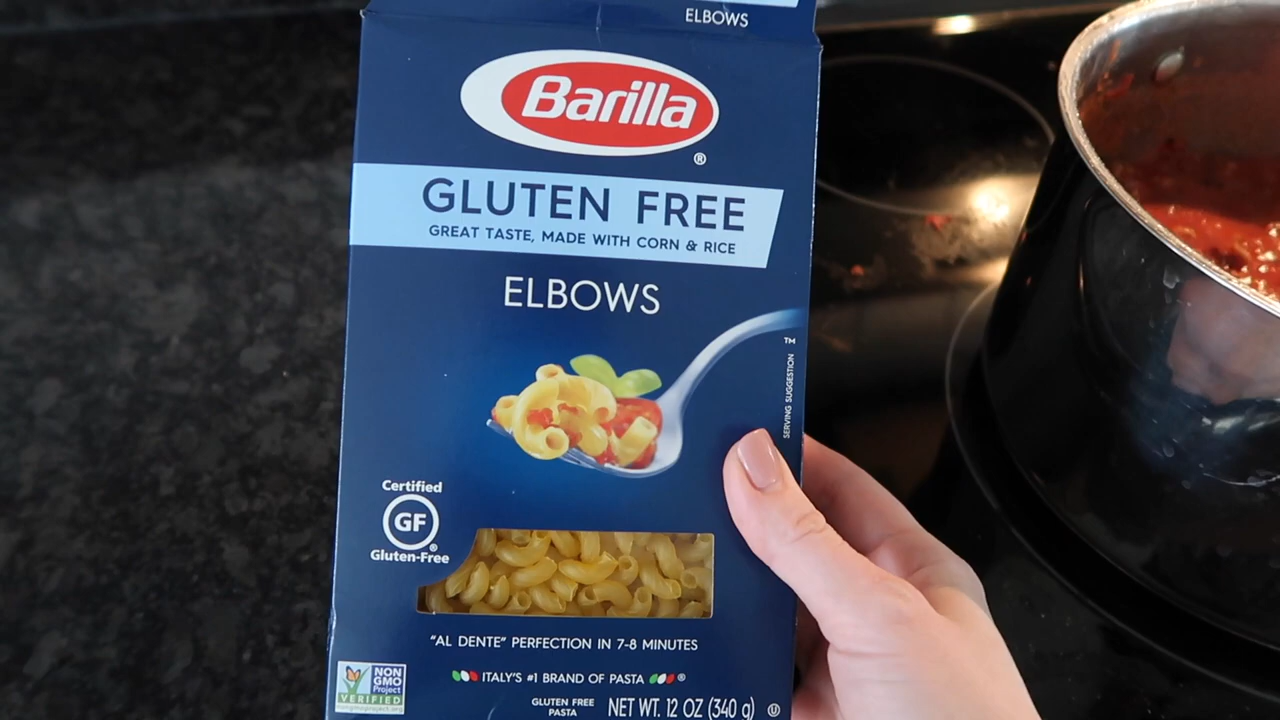 ELBOWS
Barilla
®
GLUTEN FREE
GREAT TASTE, MADE WITH CORN & RICE
ELBOWS
TM
SERVING SUGGESTION
Certified
GF
®
Gluten-Free
"AL DENTE" PERFECTION IN 7-8 MINUTES
ITALY'S #1 BRAND OF PASTA ®
NON
GMO
Project
VERIFIED
nongmoproject.org
GLUTEN FREE
PASTA
NET WT. 12 OZ (340 g)
U